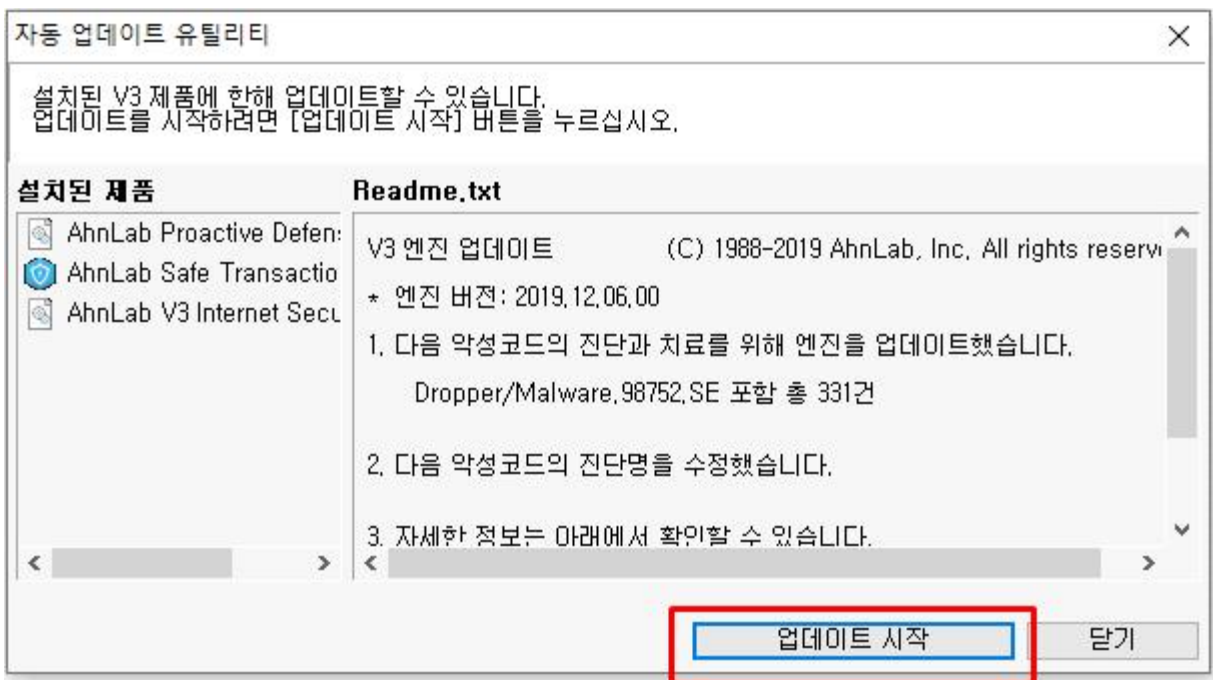 자동 업데이트 유틸리티
설치된 V3 제품에 한해 업데이트할 수 있습니다.
업데이트를 시작하려면 [업데이트 시작] 버튼을 누르십시오.
설치된 제품
AhnLab Proactive Defen
AhnLab Safe Transactio
AhnLab V3 Internet Secu
Readme.txt
V3 엔진 업데이트 (C) 1988-2019 AhnLab, Inc. All rights reserv
* 엔진 버전: 2019.12.06.00
1. 다음 악성코드의 진단과 치료를 위해 엔진을 업데이트했습니다.
Dropper/Malware.98752.SE 포함 총 331건
2. 다음 악성코드의 진단명을 수정했습니다.
3. 자세한 정보는 아래에서 확인할 수 있습니다.
업데이트 시작
닫기